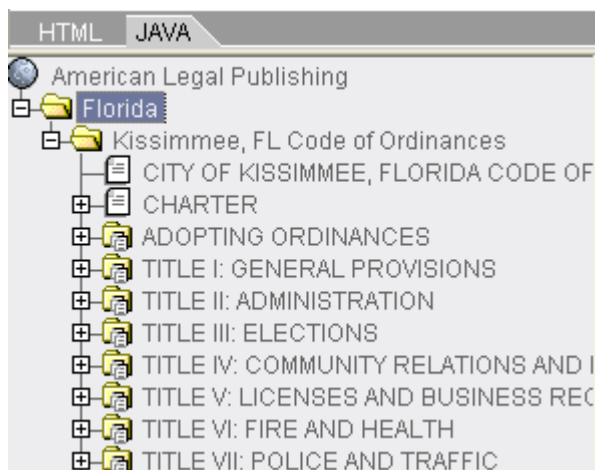 HTML JAVA
American Legal Publishing
Florida
Kissimmee, FL Code of Ordinances
CITY OF KISSIMMEE, FLORIDA CODE OF
CHARTER
ADOPTING ORDINANCES
TITLE I: GENERAL PROVISIONS
TITLE II: ADMINISTRATION
TITLE III: ELECTIONS
TITLE IV: COMMUNITY RELATIONS AND
TITLE V: LICENSES AND BUSINESS
TITLE VI: FIRE AND HEALTH
TITLE VII: POLICE AND TRAFFIC